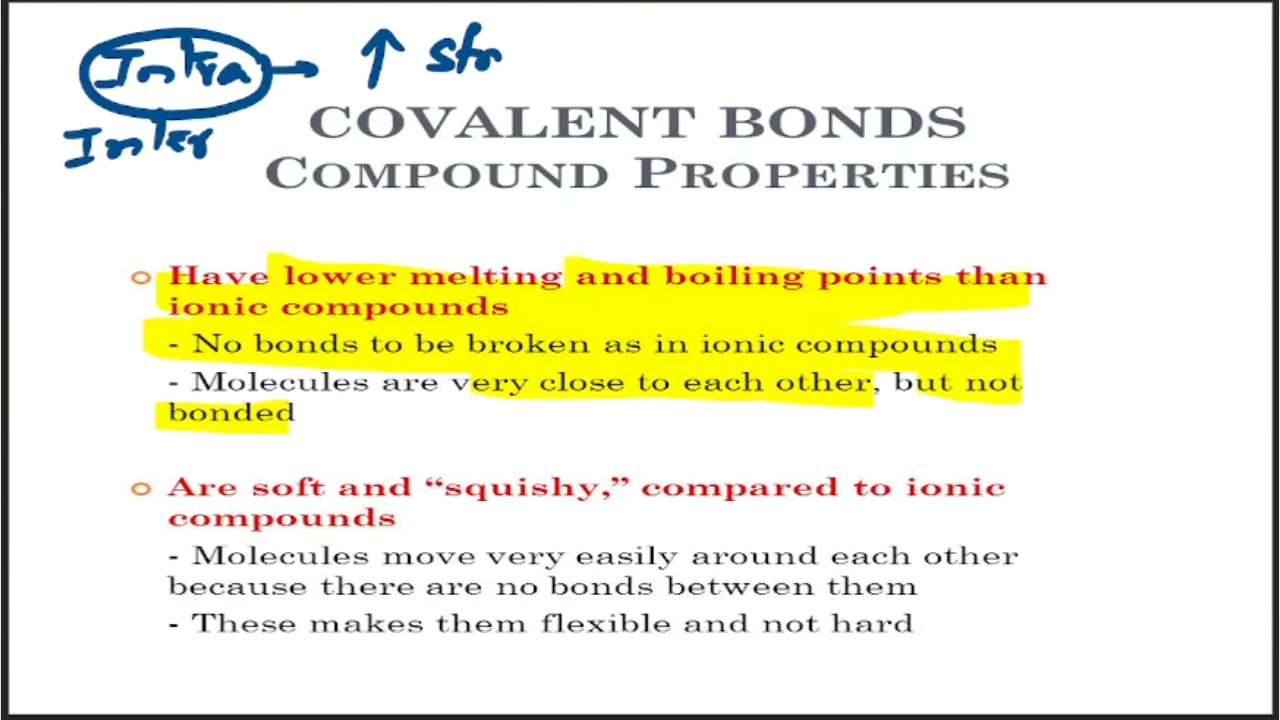 Intra → ↑ str
Inter
COVALENT BONDS
COMPOUND PROPERTIES
Have lower melting and boiling points than
ionic compounds
- No bonds to be broken as in ionic compounds
- Molecules are very close to each other, but not
bonded
Are soft and “squishy,” compared to ionic
compounds
- Molecules move very easily around each other
because there are no bonds between them
- These makes them flexible and not hard